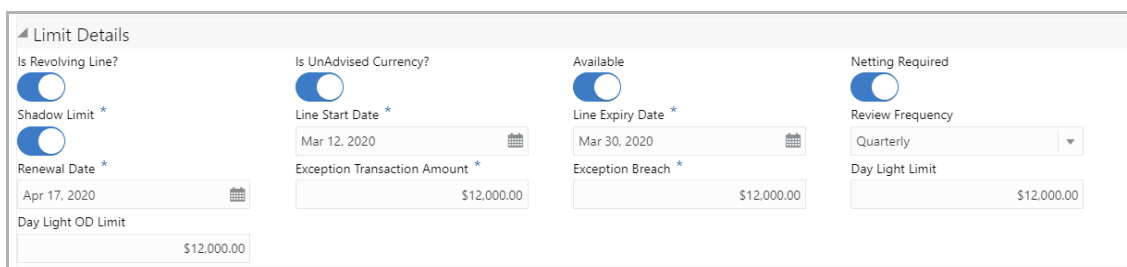 Limit Details
Is Revolving Line?
Is UnAdvised Currency?
Available
Netting Required
Shadow Limit *
Line Start Date *
Line Expiry Date *
Review Frequency
Mar 12, 2020
Mar 30, 2020
Quarterly
Renewal Date *
Exception Transaction Amount *
Exception Breach *
Day Light Limit
Apr 17, 2020
$12,000.00
$12,000.00
$12,000.00
Day Light OD Limit
$12,000.00